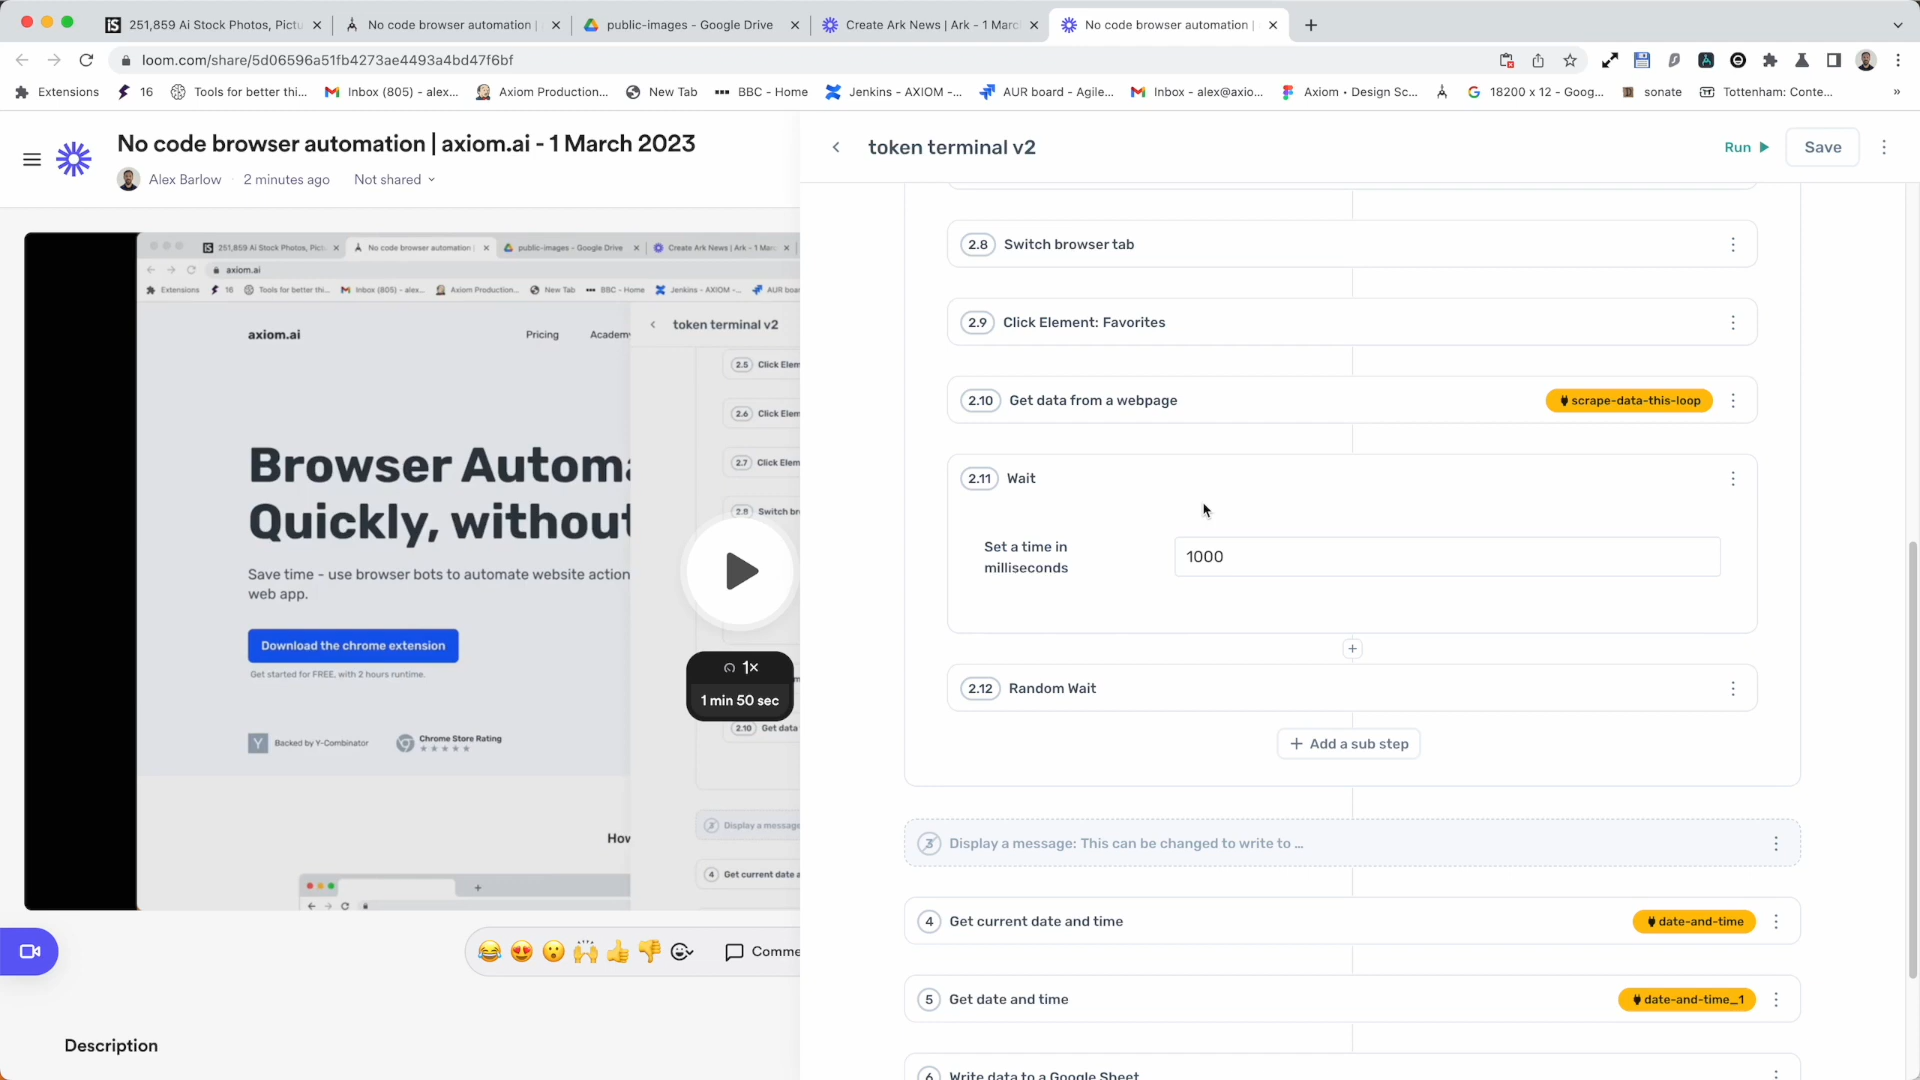 251,859 Ai Stock Photos, Pictu
No code browser automation |
public-images - Google Drive
Create Ark News | Ark - 1 Marc
No code browser automation |
loom.com/share/5d06596a51fb4273ae4493a4bd47f6bf
Extensions
16
Tools for better thi...
Inbox (805) - alex...
Axiom Production...
New Tab
BBC - Home
Jenkins - AXIOM -...
AUR board - Agile...
Inbox - alex@axio...
Axiom • Design Sc...
18200 x 12 - Goog...
sonate
Tottenham: Conte...
»
No code browser automation | axiom.ai - 1 March 2023
Alex Barlow · 2 minutes ago Not shared
token terminal v2
Run
Save
251,859 Ai Stock Photos, Pictu
No code browser automation
public-images - Google Drive
Create Ark News | Ark - 1 Mar
axiom.ai
Extensions
16
Tools for better thi...
Inbox (805) - alex...
Axiom Production...
New Tab
BBC - Home
Jenkins - AXIOM -...
AUR boar
axiom.ai
Pricing
Academy
token terminal v2
2.5 Click Elem
2.6 Click Elem
2.7 Click Elem
2.8 Switch bro
Browser Automa
Quickly, without
Save time - use browser bots to automate website action
web app.
Download the chrome extension
Get started for FREE, with 2 hours runtime.
Y Backed by Y-Combinator
Chrome Store Rating
★★★★★
1×
1 min 50 sec
2.10 Get data
3 Display a message
How
4 Get current date a
Comme
Description
2.8 Switch browser tab
2.9 Click Element: Favorites
2.10 Get data from a webpage
scrape-data-this-loop
2.11 Wait
Set a time in
milliseconds
1000
2.12 Random Wait
+ Add a sub step
3 Display a message: This can be changed to write to ...
4 Get current date and time
date-and-time
5 Get date and time
date-and-time_1
6 Write data to a Google Sheet